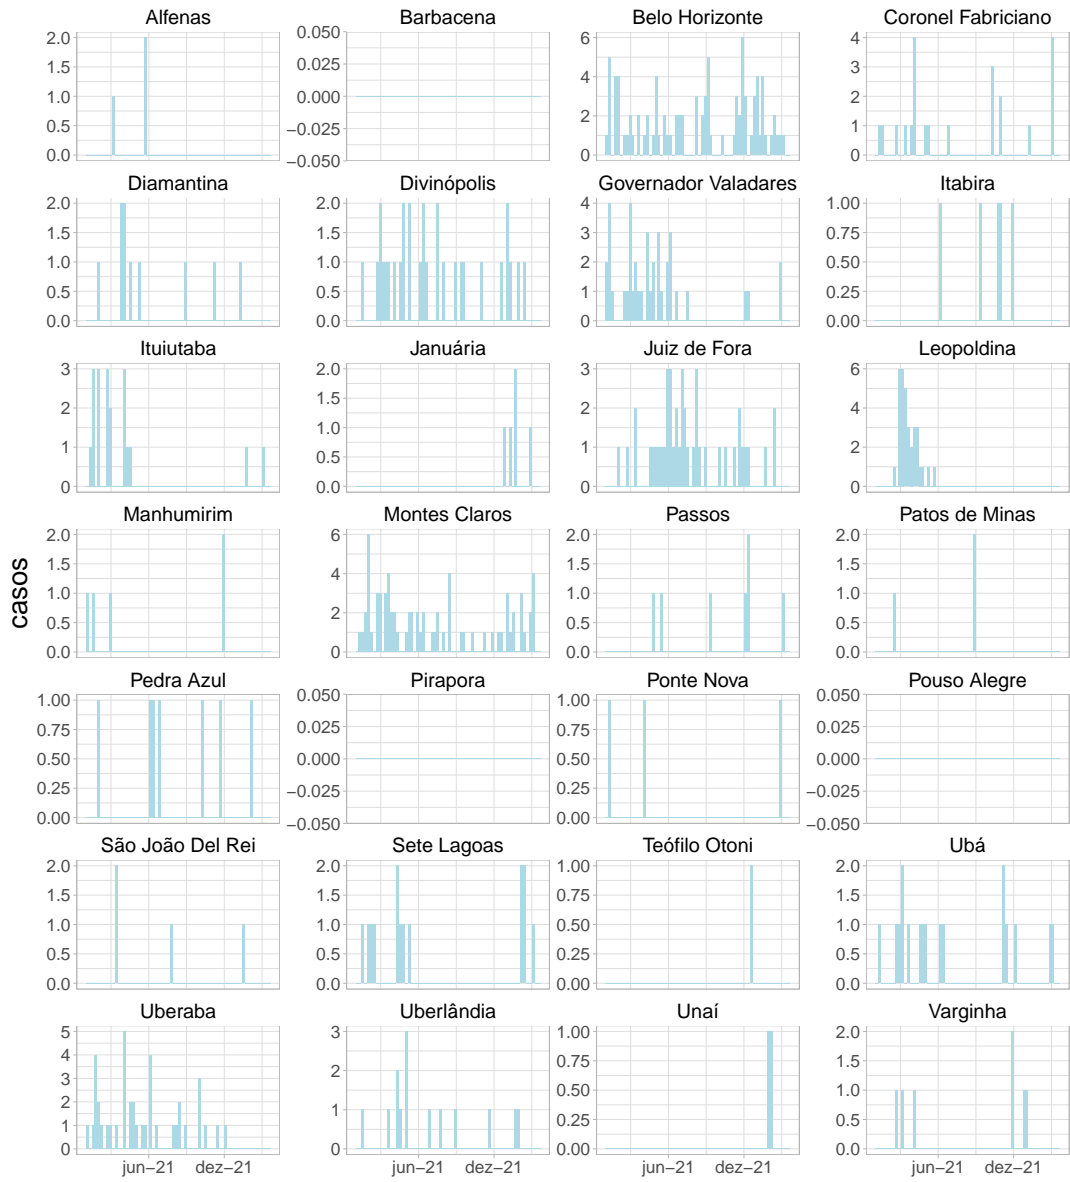 Alfenas Barbacena Belo Horizonte Coronel Fabriciano
2.0 0.050 6 4
1.5 0.025 4 3
1.0 0.000 2
0.5 −0.025 2 1
0.0 −0.050 0 0
Diamantina Divinópolis Governador Valadares Itabira
2.0 2.0 4 1.00
1.5 1.5 3 0.75
1.0 1.0 2 0.50
0.5 0.5 1 0.25
0.0 0.0 0 0.00
Ituiutaba Januária Juiz de Fora Leopoldina
3 2.0 3 6
2 1.5 2 4
1 1.0 1 2
0.5
0 0.0 0 0
casos
Manhumirim Montes Claros Passos Patos de Minas
2.0 6 2.0 2.0
1.5 4 1.5 1.5
1.0 1.0 1.0
0.5 2 0.5 0.5
0.0 0 0.0 0.0
Pedra Azul Pirapora Ponte Nova Pouso Alegre
1.00 0.050 1.00 0.050
0.75 0.025 0.75 0.025
0.50 0.000 0.50 0.000
0.25 −0.025 0.25 −0.025
0.00 −0.050 0.00 −0.050
São João Del Rei Sete Lagoas Teófilo Otoni Ubá
2.0 2.0 1.00 2.0
1.5 1.5 0.75 1.5
1.0 1.0 0.50 1.0
0.5 0.5 0.25 0.5
0.0 0.0 0.00 0.0
Uberaba Uberlândia Unaí Varginha
5 3 1.00 2.0
4 0.75 1.5
3 2 0.50 1.0
2 1 0.25 0.5
1
0 0 0.00 0.0
jun−21 dez−21 jun−21 dez−21 jun−21 dez−21 jun−21 dez−21